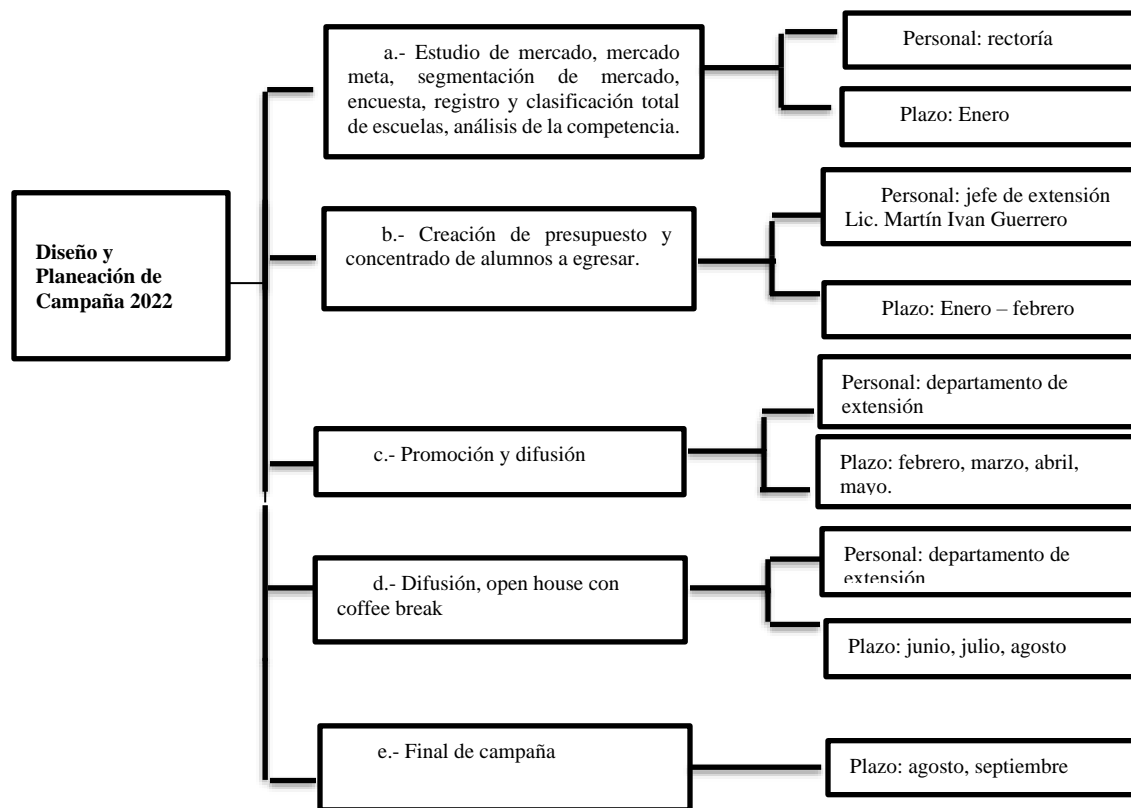 a.- Estudio de mercado, mercado
meta, segmentación de mercado,
encuesta, registro y clasificación total
de escuelas, análisis de la competencia.
Personal: rectoría
Plazo: Enero
Diseño y
Planeación de
Campaña 2022
b.- Creación de presupuesto y
concentrado de alumnos a egresar.
Personal: jefe de extensión
Lic. Martín Ivan Guerrero
Plazo: Enero – febrero
c.- Promoción y difusión
Personal: departamento de
extensión
Plazo: febrero, marzo, abril,
mayo.
d.- Difusión, open house con
coffee break
Personal: departamento de
extensión
Plazo: junio, julio, agosto
e.- Final de campaña
Plazo: agosto, septiembre